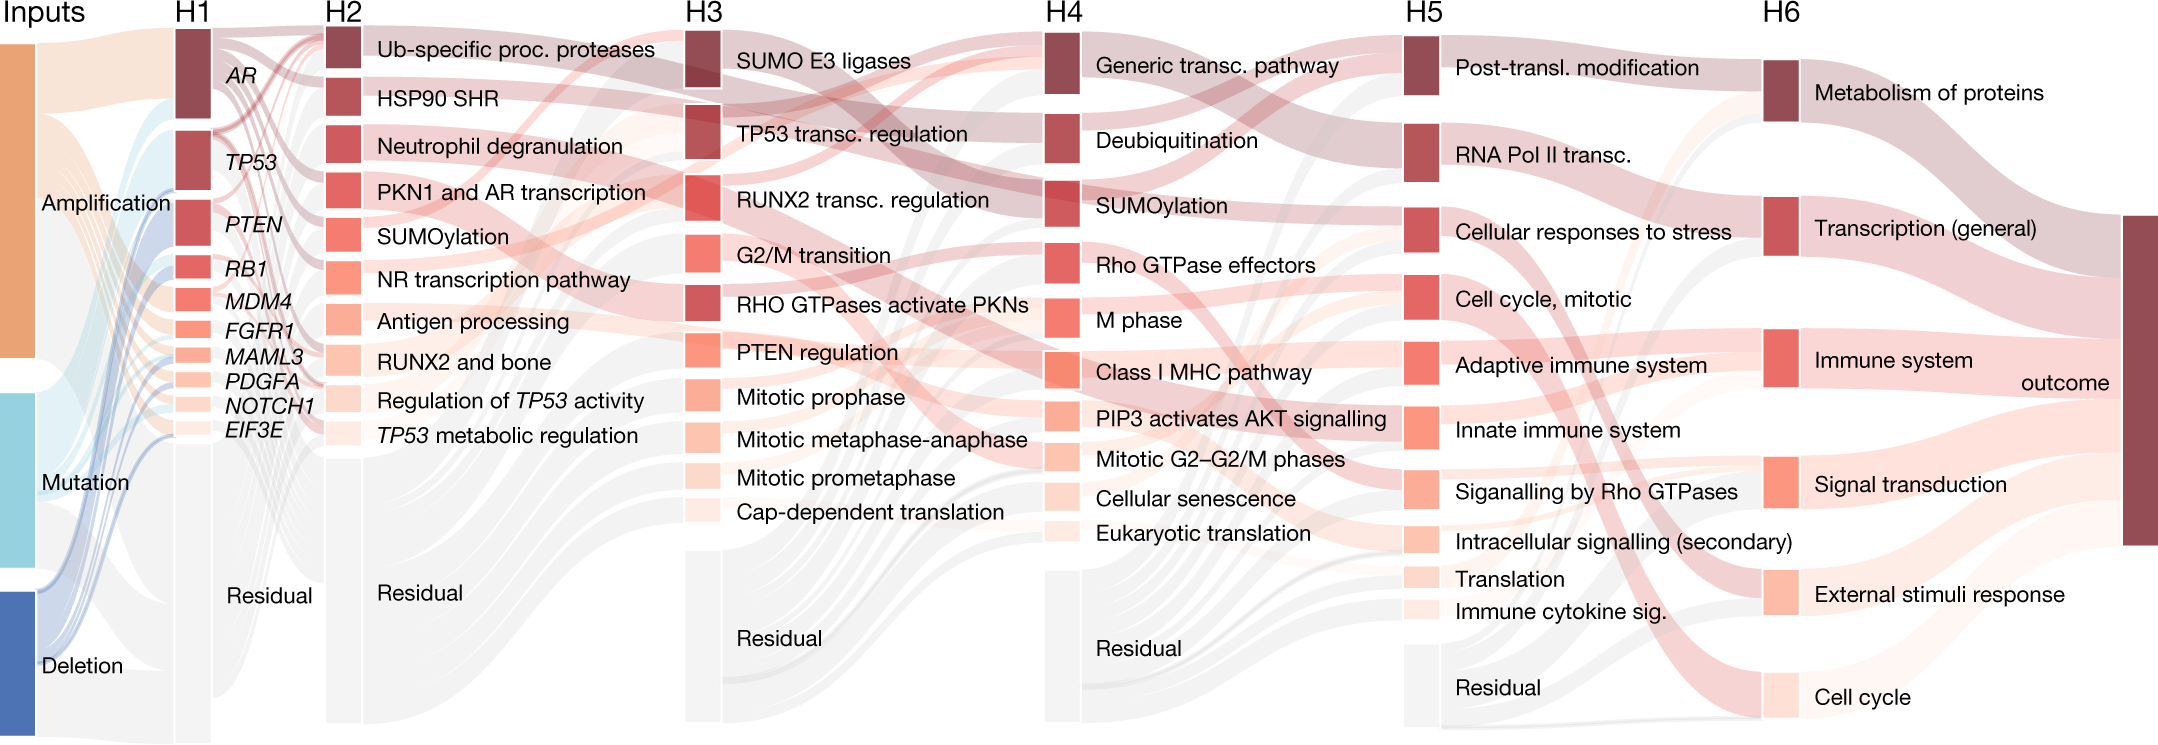 Inputs
H1
H2
H3
H4
H5
H6
Amplification
Mutation
Deletion
AR
TP53
PTEN
RB1
MDM4
FGFR1
MAML3
PDGFA
NOTCH1
EIF3E
Residual
Ub-specific proc. proteases
HSP90 SHR
Neutrophil degranulation
PKN1 and AR transcription
SUMOylation
NR transcription pathway
Antigen processing
RUNX2 and bone
Regulation of TP53 activity
TP53 metabolic regulation
Residual
SUMO E3 ligases
TP53 transc. regulation
RUNX2 transc. regulation
G2/M transition
RHO GTPases activate PKNs
PTEN regulation
Mitotic prophase
Mitotic metaphase-anaphase
Mitotic prometaphase
Cap-dependent translation
Residual
Generic transc. pathway
Deubiquitination
SUMOylation
Rho GTPase effectors
M phase
Class I MHC pathway
PIP3 activates AKT signalling
Mitotic G2–G2/M phases
Cellular senescence
Eukaryotic translation
Residual
Post-transl. modification
RNA Pol II transc.
Cellular responses to stress
Cell cycle, mitotic
Adaptive immune system
Innate immune system
Siganalling by Rho GTPases
Intracellular signalling (secondary)
Translation
Immune cytokine sig.
Residual
Metabolism of proteins
Transcription (general)
Immune system
Signal transduction
External stimuli response
Cell cycle
outcome